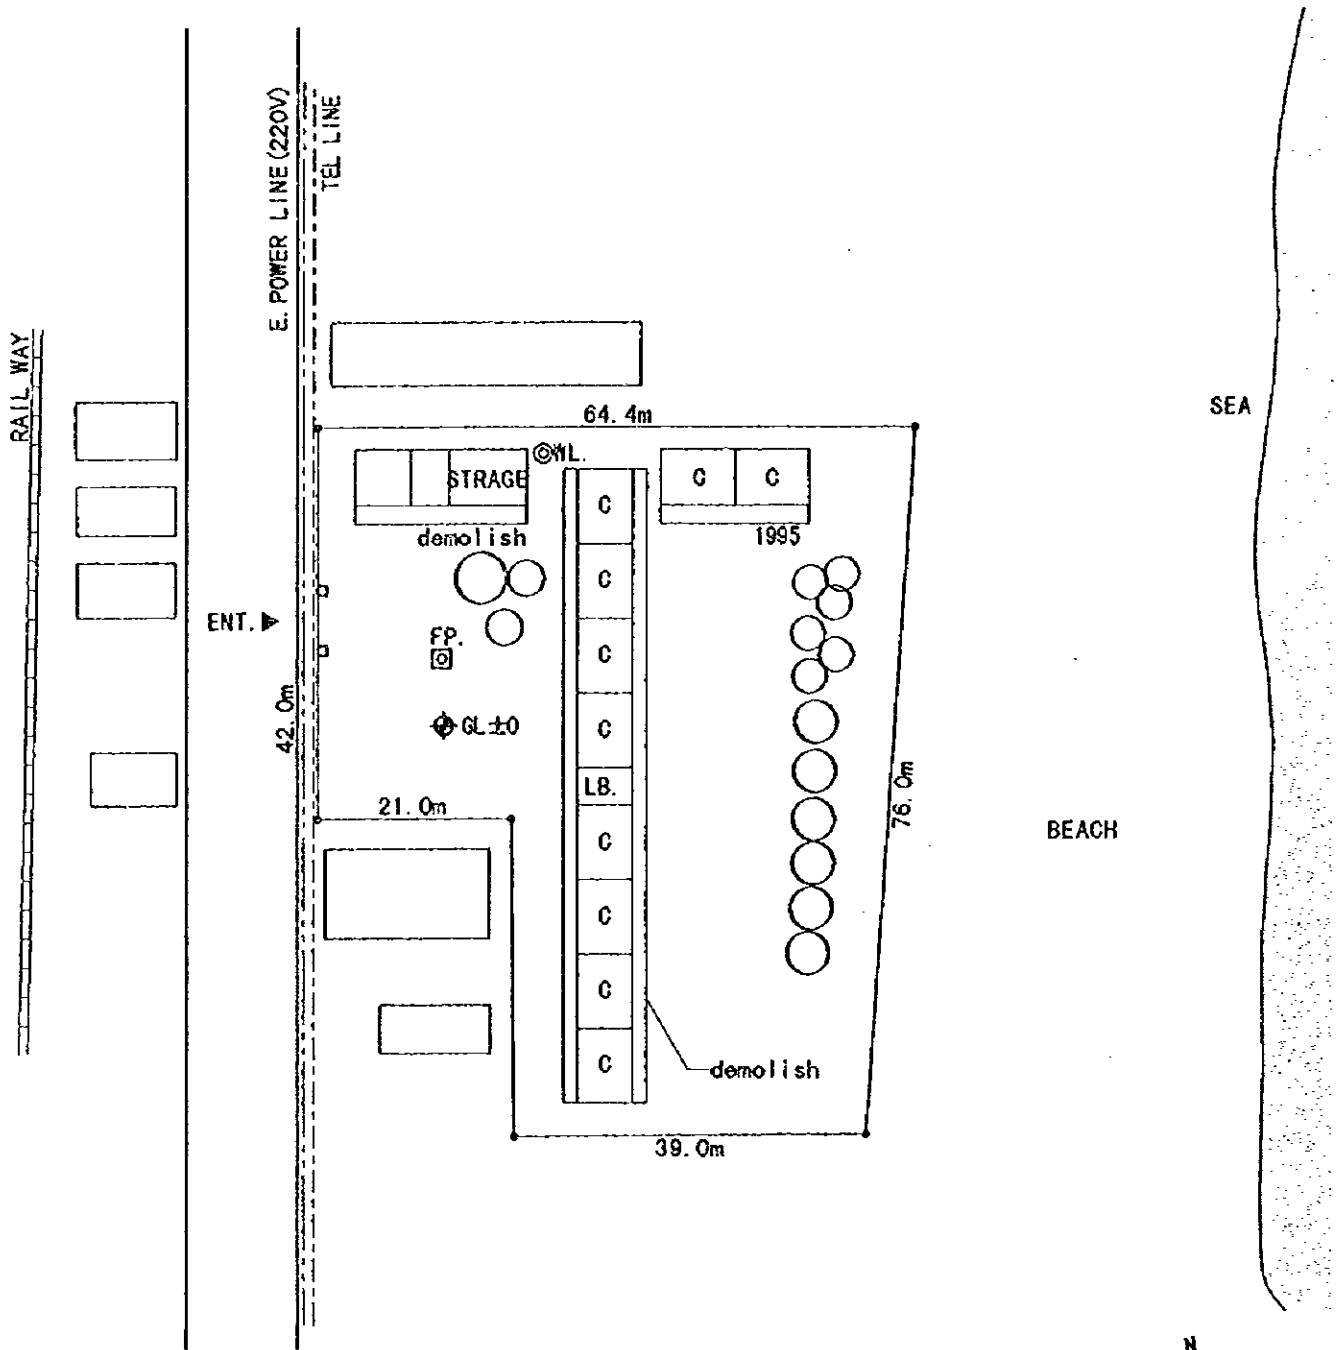 E. POWER LINE(220V)
TEL LINE
RAIL WAY
64.4m
SEA
WL.
STRAGE
C
C
C
demolish
1995
C
ENT.
FP.
C
42.0m
GL±0
C
LB.
76.0m
21.0m
BEACH
C
C
C
C
demolish
39.0m
N